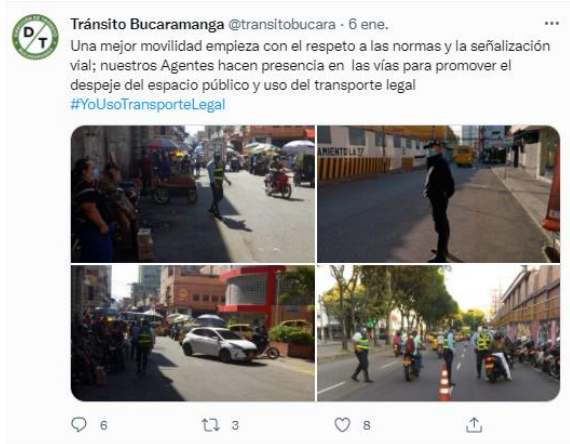 Tránsito Bucaramanga @transitobucara · 6 ene.
D/T
Una mejor movilidad empieza con el respeto a las normas y la señalización
vial; nuestros Agentes hacen presencia en las vías para promover el
despeje del espacio público y uso del transporte legal
#YoUsoTransporteLegal
AMIENTO LA 37
6 3 8